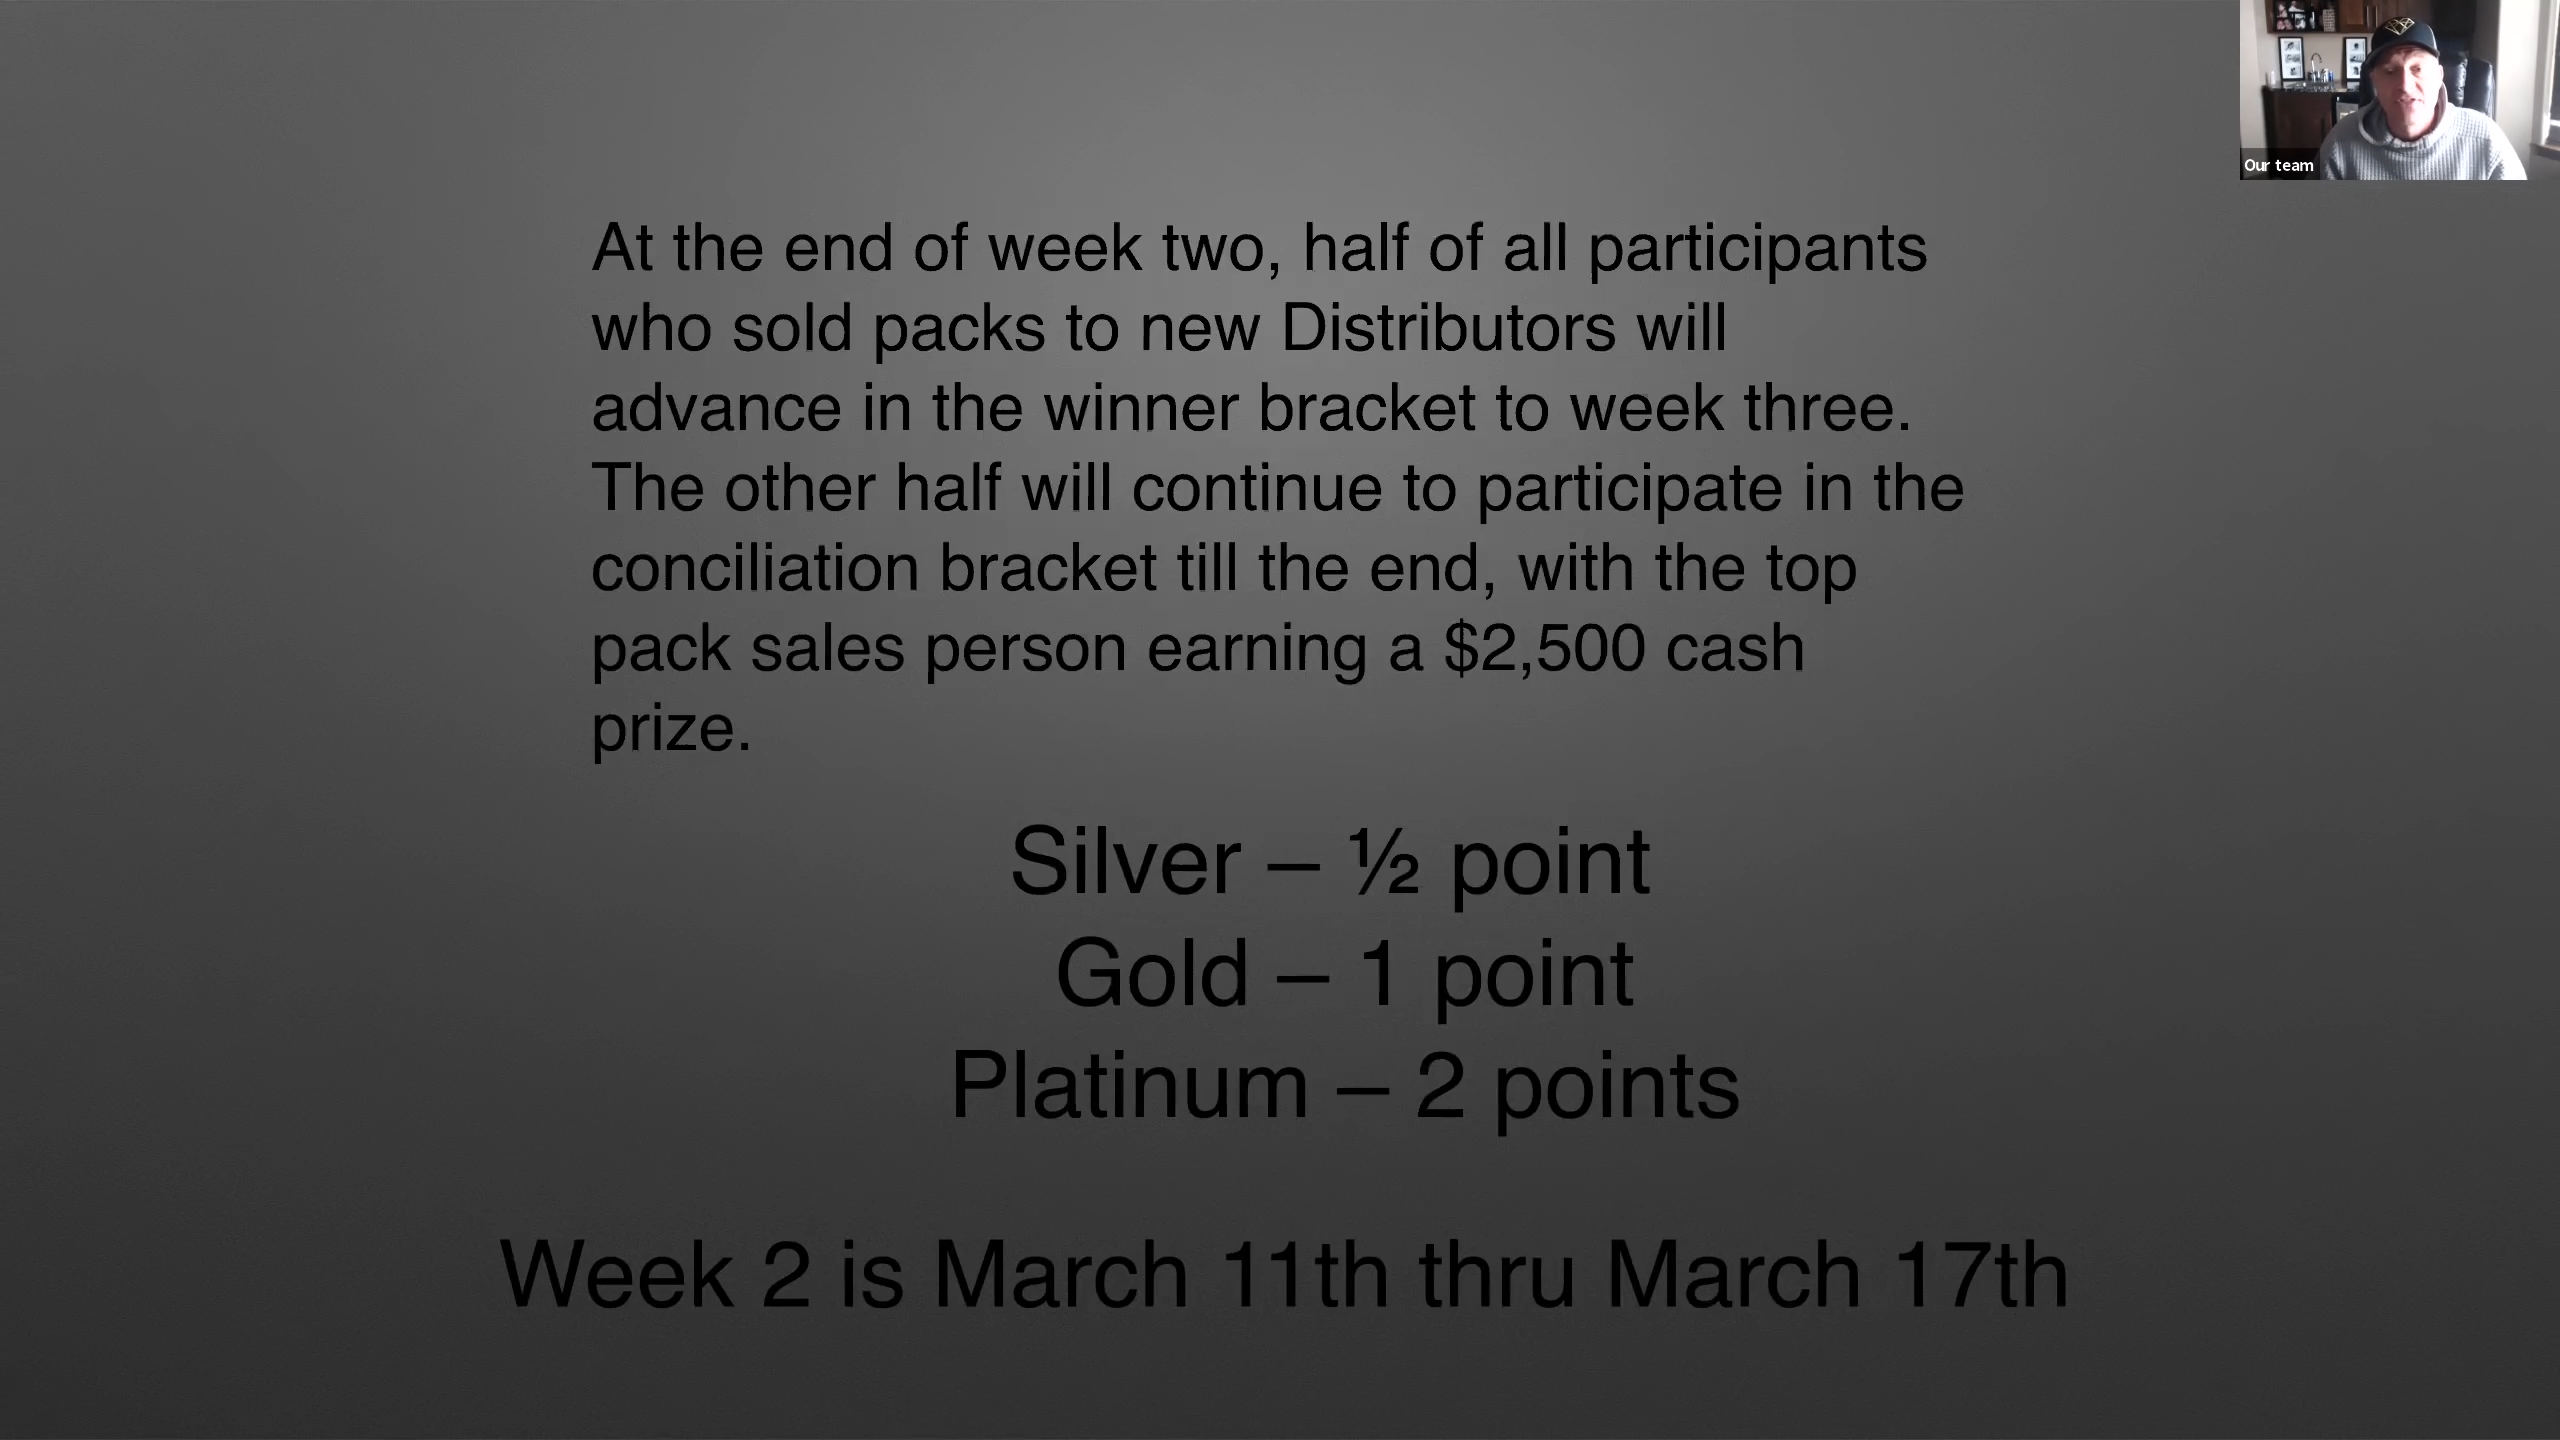 At the end of week two, half of all participants
who sold packs to new Distributors will
advance in the winner bracket to week three.
The other half will continue to participate in the
conciliation bracket till the end, with the top
pack sales person earning a $2,500 cash
prize.
Silver – ½ point
Gold – 1 point
Platinum – 2 points
Week 2 is March 11th thru March 17th
Our team